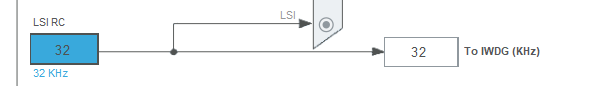 LSI RC
LSI
32
32
To IWDG (KHz)
32 KHz